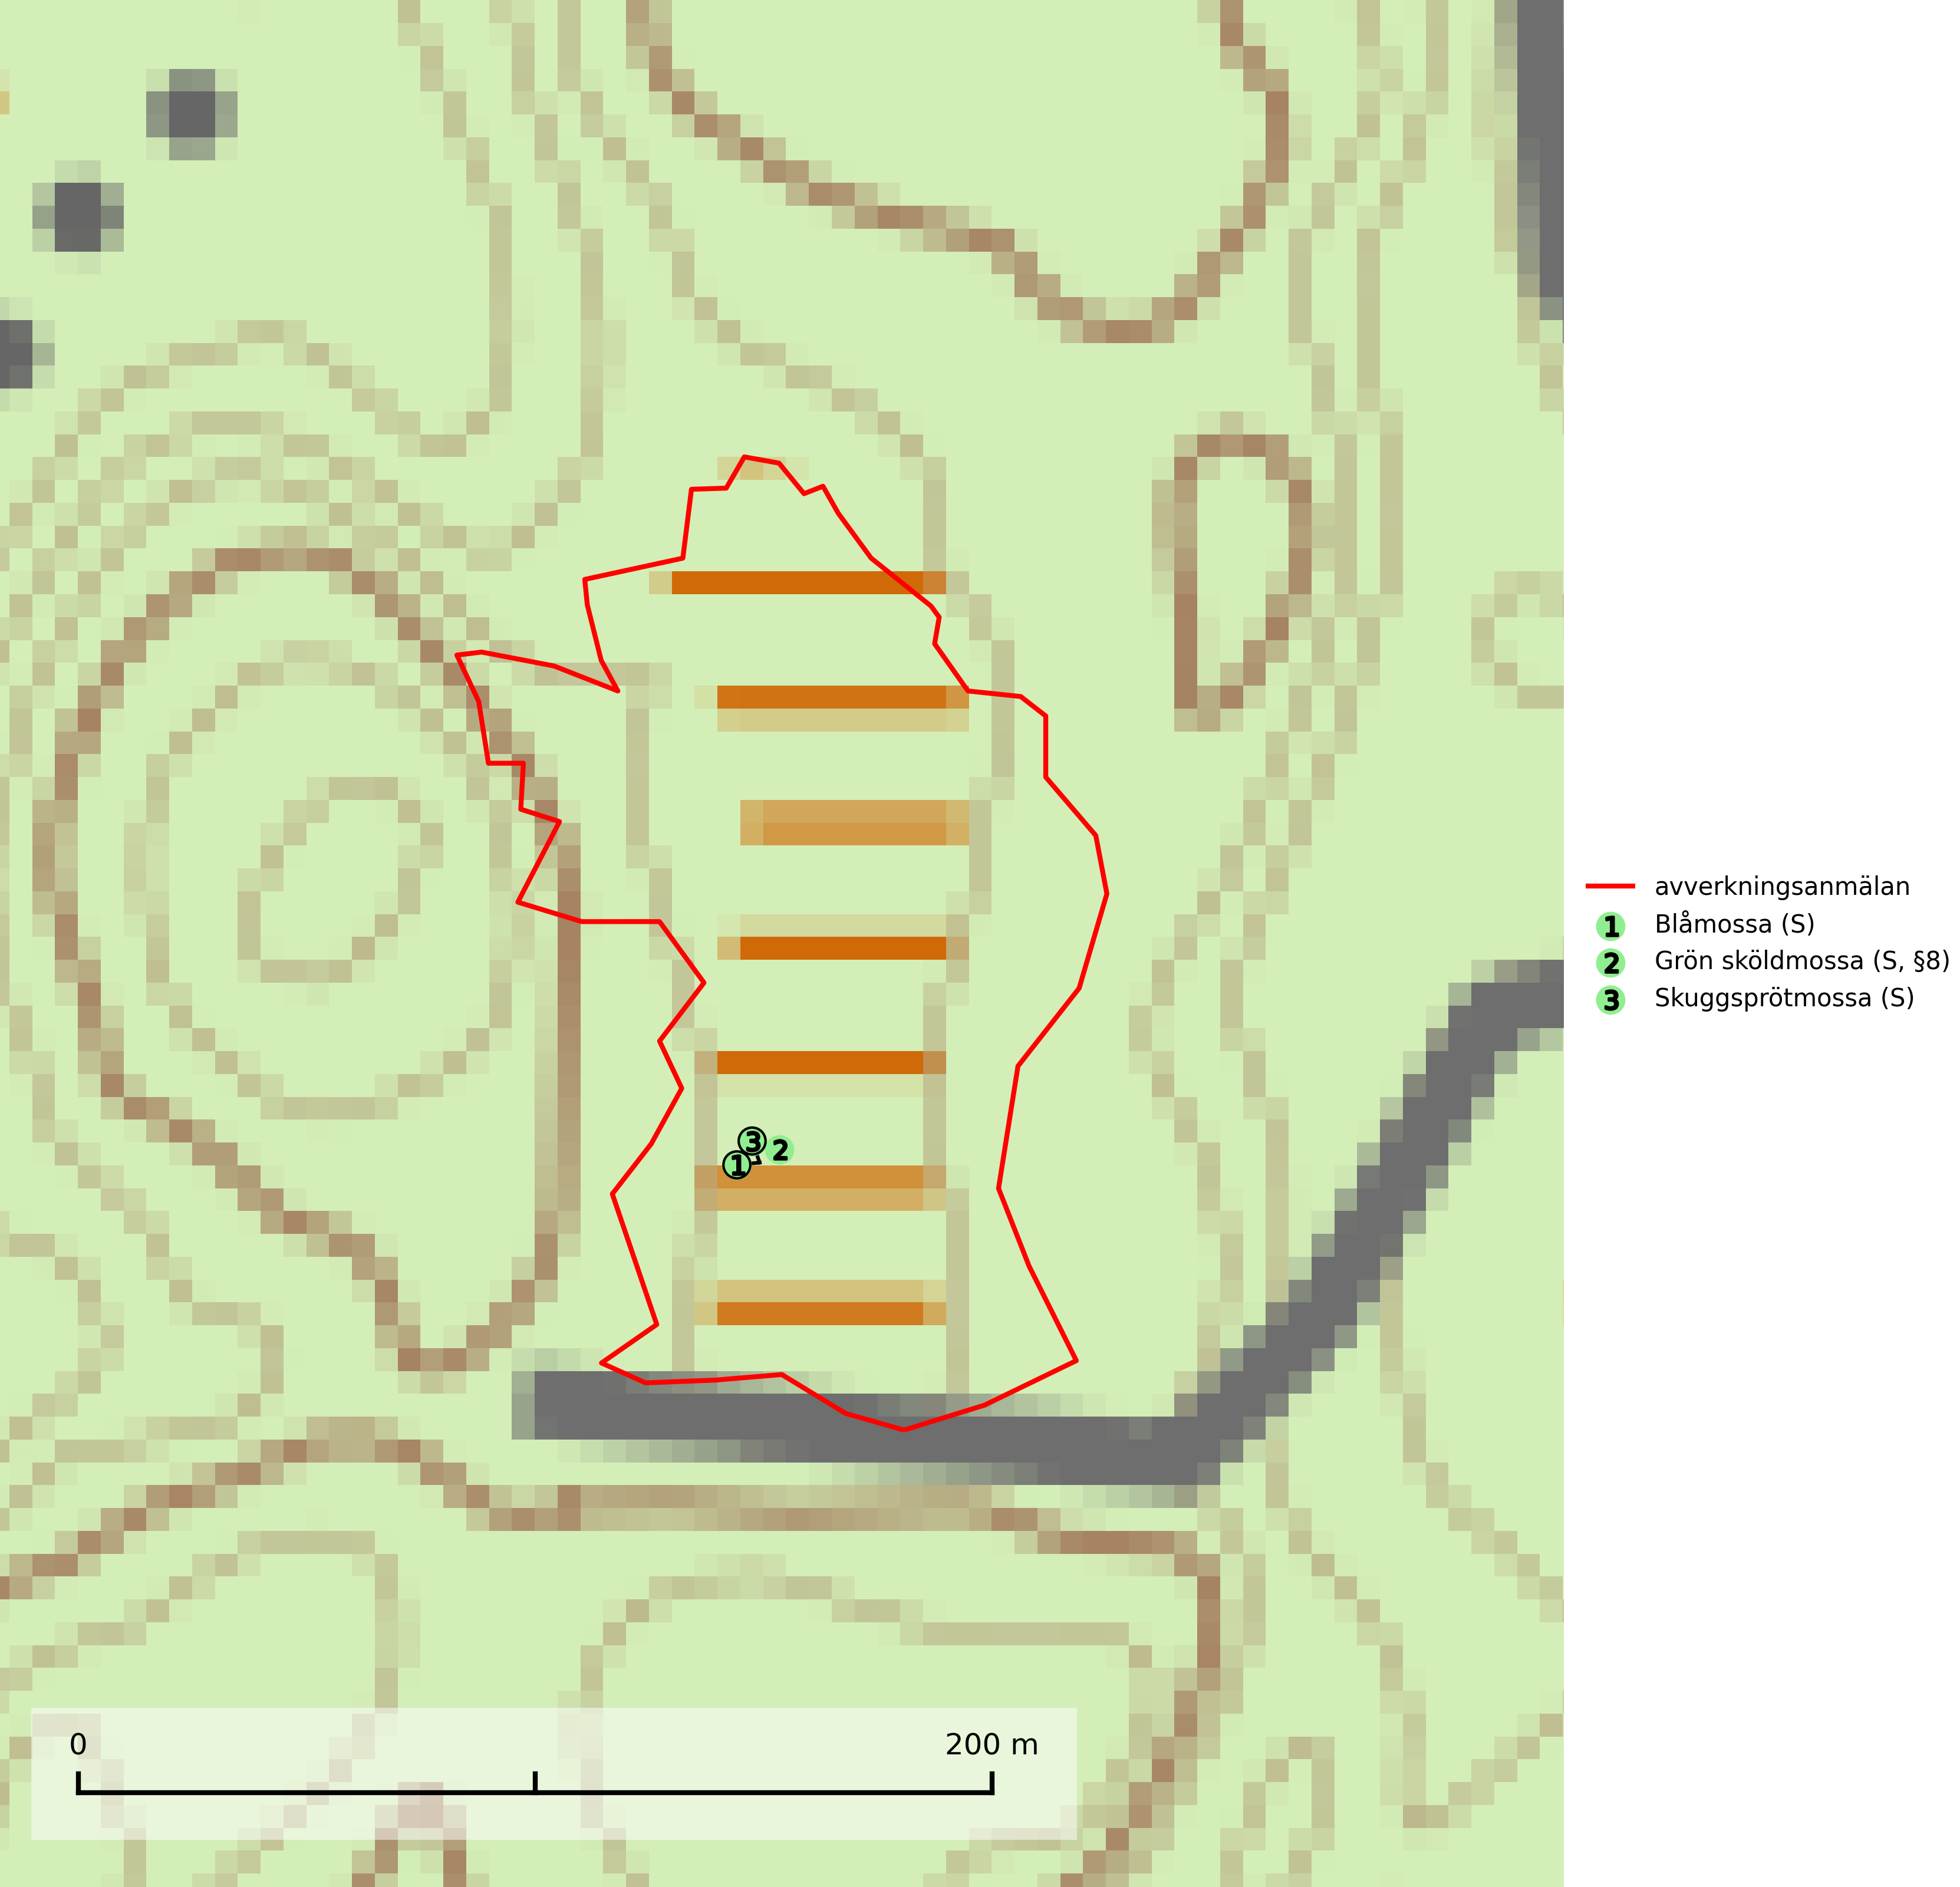 avverkningsanmälan
1 Blåmossa (S)
2 Grön sköldmossa (S, §8)
3 Skuggsprötmossa (S)
3 2
1
0 200 m